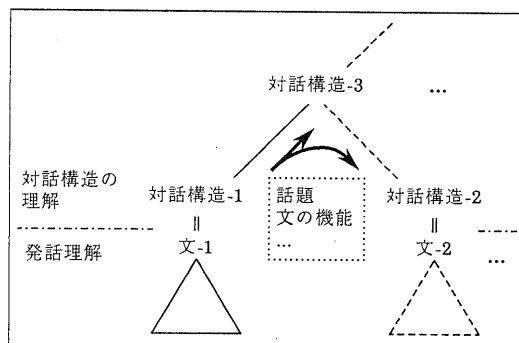 対話構造-3
...
対話構造の
理解
対話構造-1
話題
文の機能
...
対話構造-2
॥
॥
発話理解
文-1
文-2
...